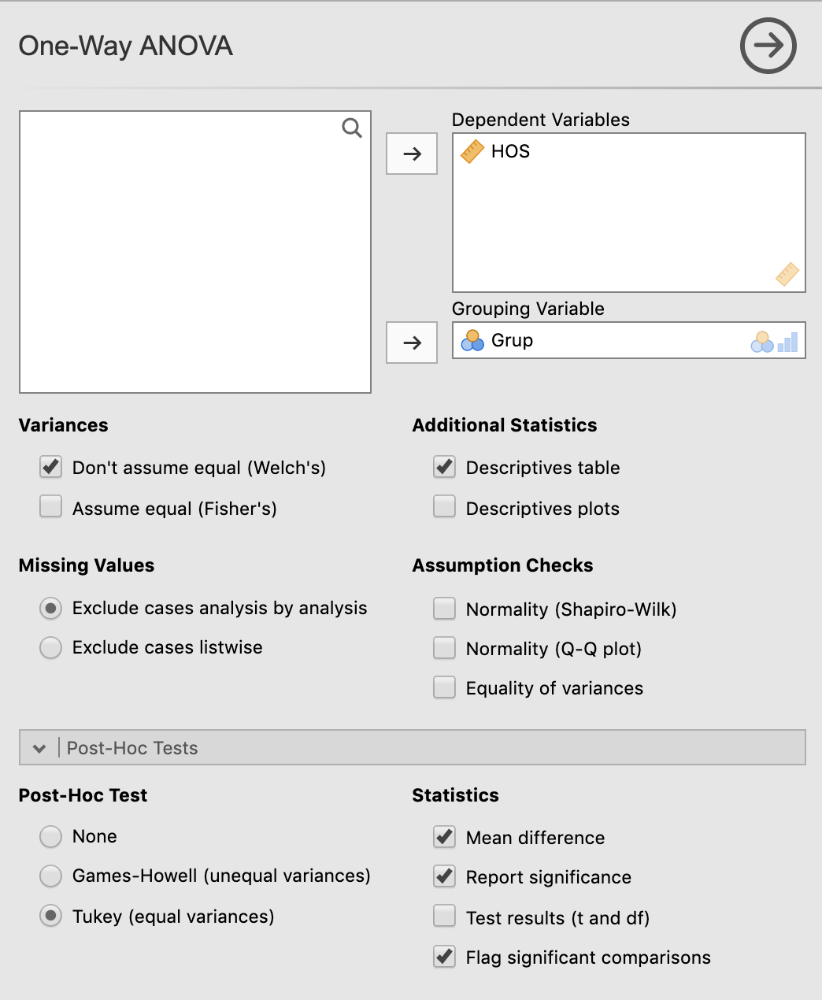 One-Way ANOVA
Dependent Variables
HOS
Grouping Variable
Grup
Variances
Don't assume equal (Welch's)
Assume equal (Fisher's)
Additional Statistics
Descriptives table
Descriptives plots
Missing Values
Exclude cases analysis by analysis
Exclude cases listwise
Assumption Checks
Normality (Shapiro-Wilk)
Normality (Q-Q plot)
Equality of variances
Post-Hoc Tests
Post-Hoc Test
None
Games-Howell (unequal variances)
Tukey (equal variances)
Statistics
Mean difference
Report significance
Test results (t and df)
Flag significant comparisons